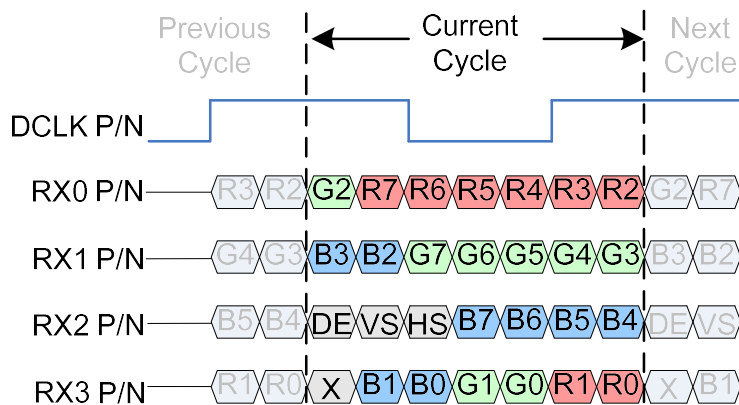 Previous Cycle
Current Cycle
Next Cycle
DCLK P/N
RX0 P/N R3 R2 G2 R7 R6 R5 R4 R3 R2 G2 R7
RX1 P/N G4 G3 B3 B2 G7 G6 G5 G4 G3 B3 B2
RX2 P/N B5 B4 DE VS HS B7 B6 B5 B4 DE VS
RX3 P/N R1 R0 X B1 B0 G1 G0 R1 R0 X B1